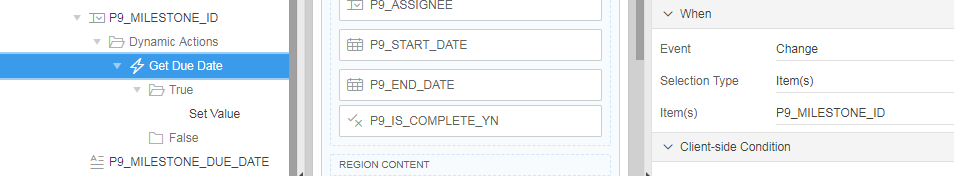 P9_MILESTONE_ID
Dynamic Actions
Get Due Date
True
Set Value
False
P9_MILESTONE_DUE_DATE
P9_ASSIGNEE
P9_START_DATE
P9_END_DATE
P9_IS_COMPLETE_YN
REGION CONTENT
When
Event Change
Selection Type Item(s)
Item(s) P9_MILESTONE_ID
Client-side Condition